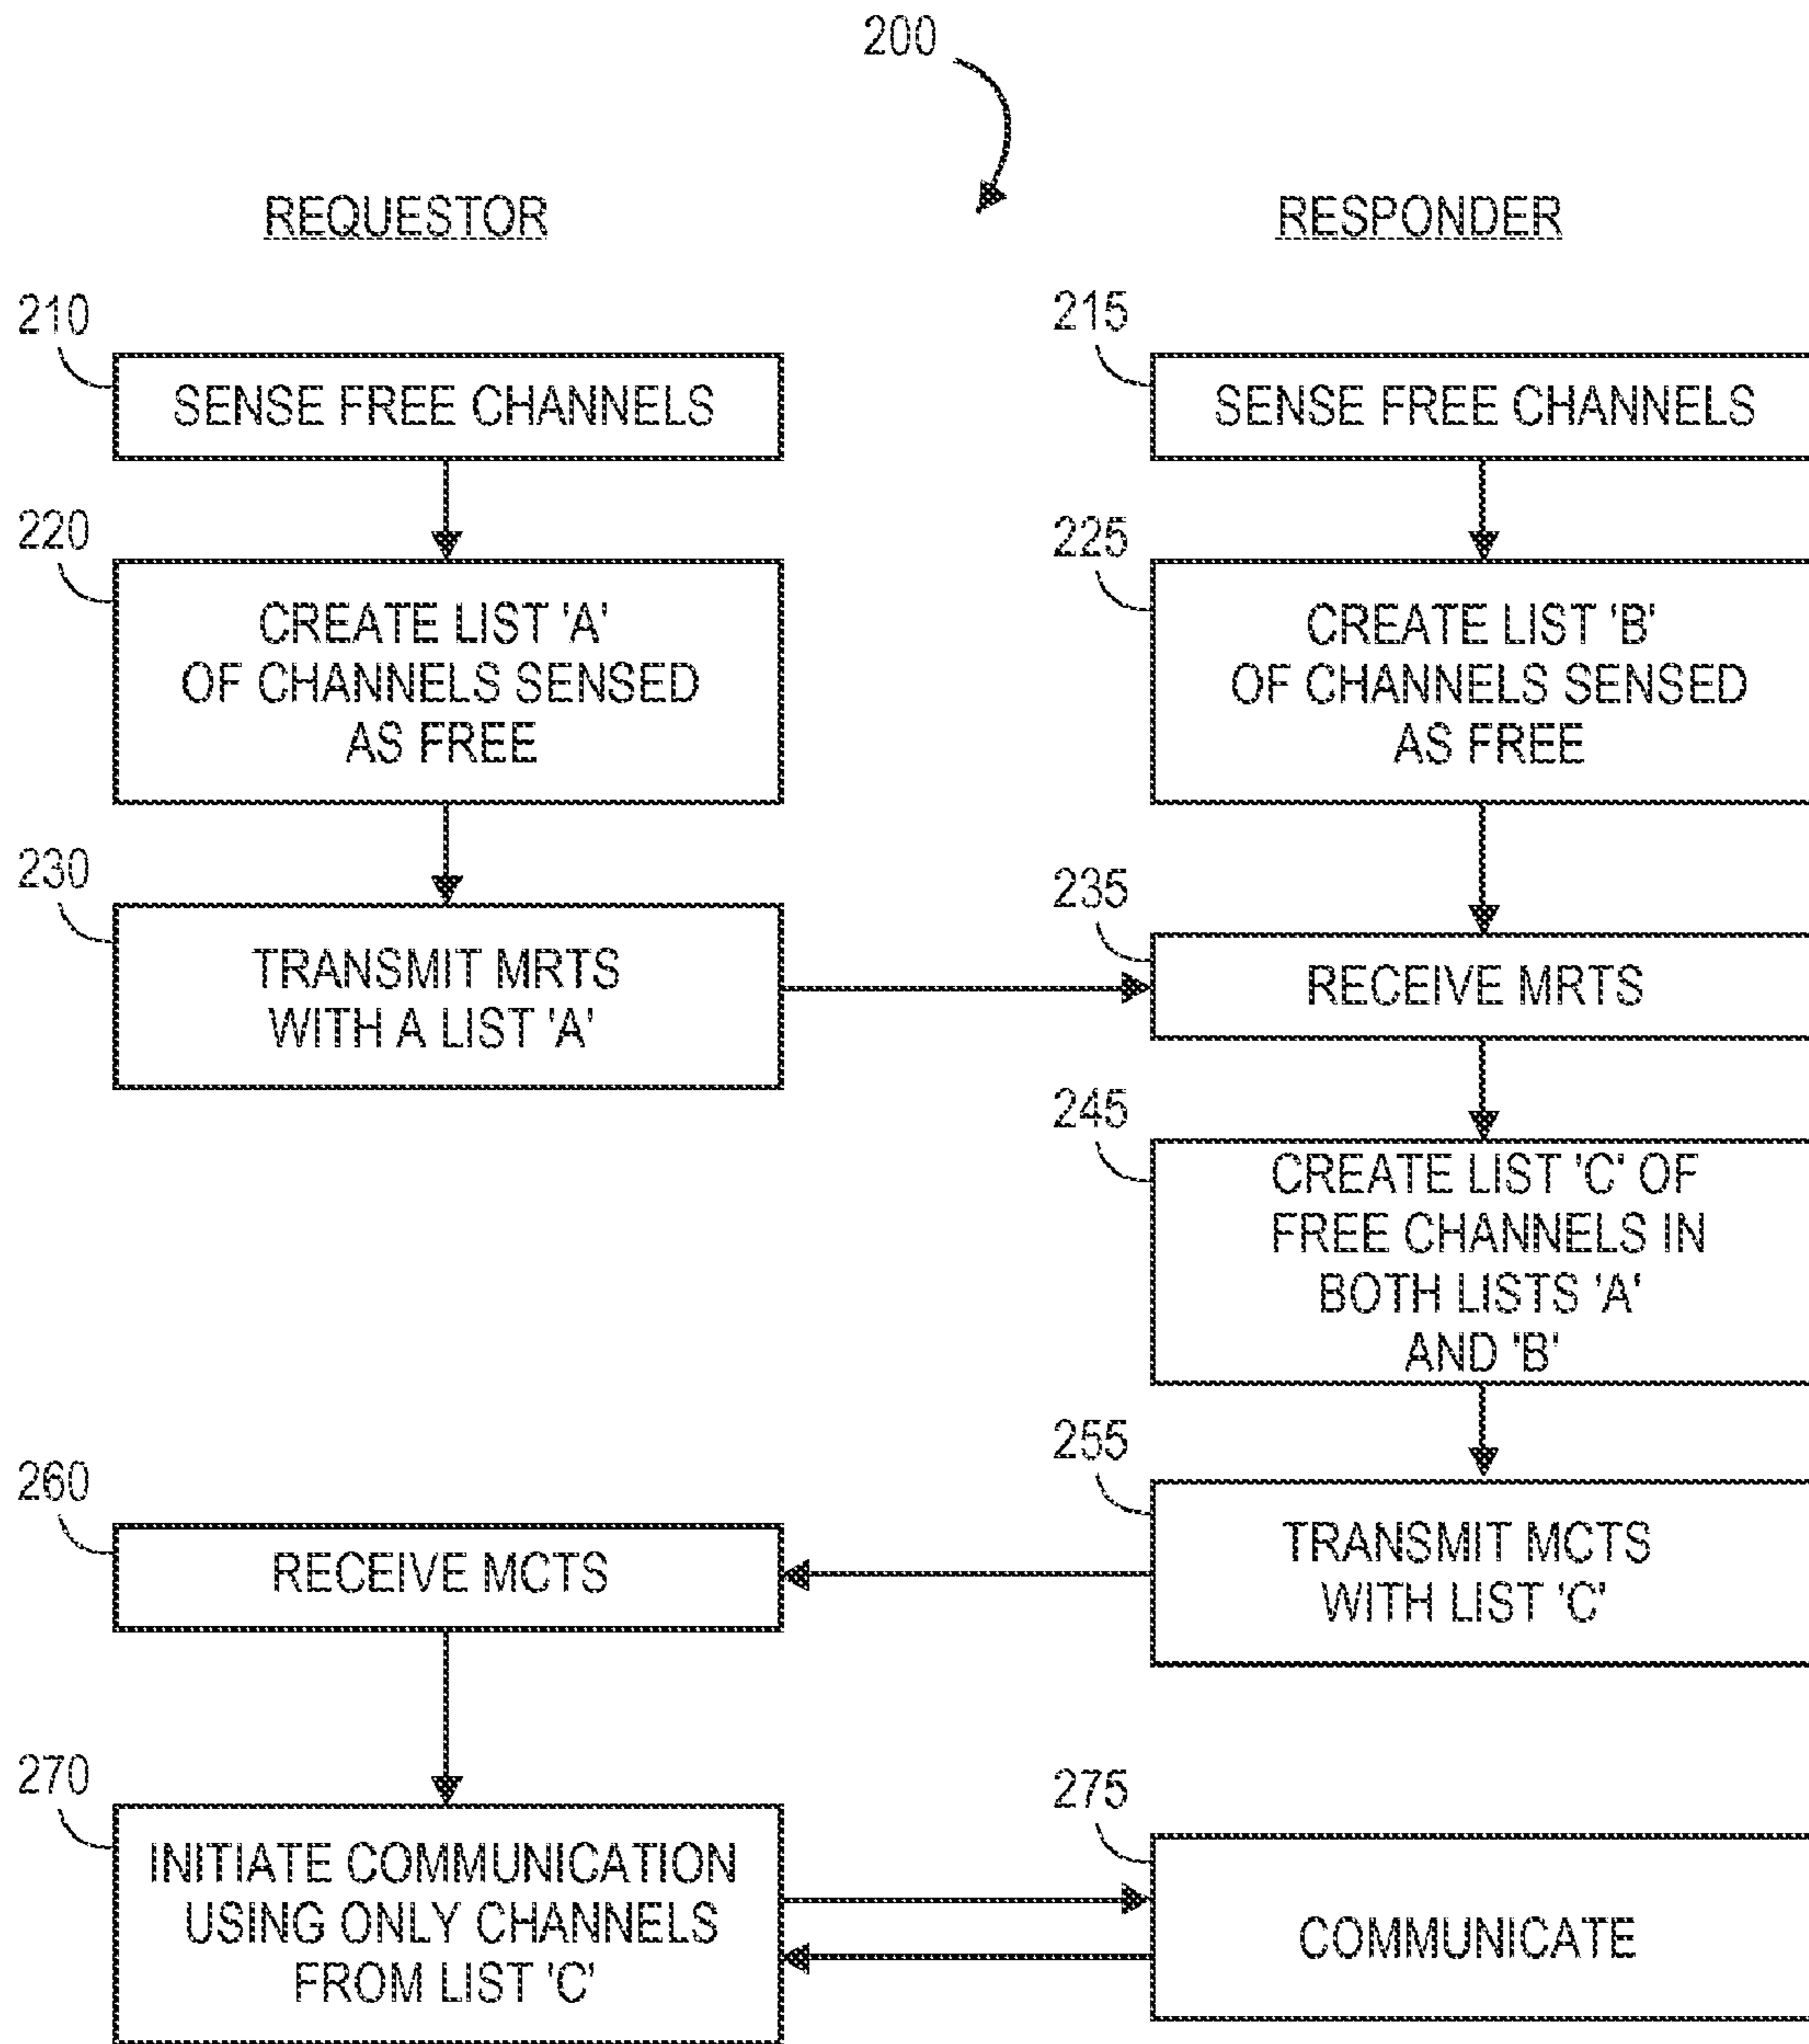 200
REQUESTOR
RESPONDER
210
SENSE FREE CHANNELS
215
SENSE FREE CHANNELS
220
CREATE LIST 'A'
OF CHANNELS SENSED
AS FREE
225
CREATE LIST 'B'
OF CHANNELS SENSED
AS FREE
230
TRANSMIT MRTS
WITH A LIST 'A'
235
RECEIVE MRTS
245
CREATE LIST 'C' OF
FREE CHANNELS IN
BOTH LISTS 'A'
AND 'B'
255
TRANSMIT MCTS
WITH LIST 'C'
260
RECEIVE MCTS
270
INITIATE COMMUNICATION
USING ONLY CHANNELS
FROM LIST 'C'
275
COMMUNICATE